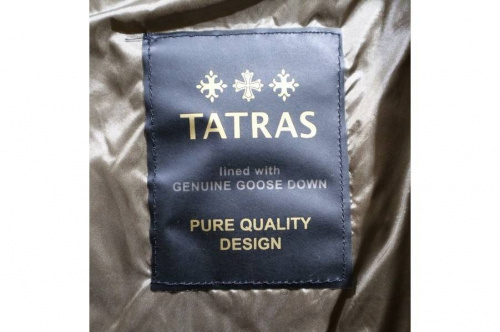 TATRAS
lined with
GENUINE GOOSE DOWN
PURE QUALITY
DESIGN